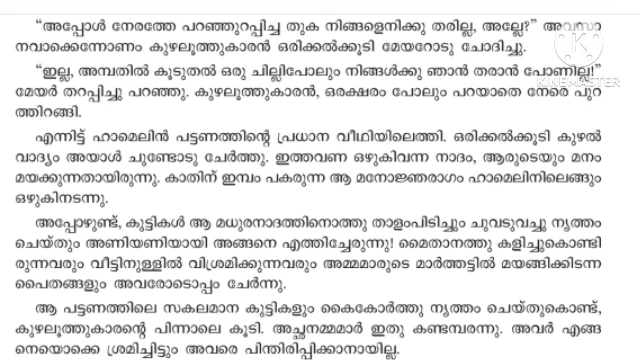 “അപ്പോൾ നേരത്തേ പറഞ്ഞുറപ്പിച്ച തുക നിങ്ങളെനിക്കു തരില്ല, അല്ലേ?” അവസാ
നവാക്കെന്നോണം കുഴലൂത്തുകാരൻ ഒരിക്കൽക്കൂടി മേയറോടു ചോദിച്ചു.
“ഇല്ല, അമ്പതിൽ കൂടുതൽ ഒരു ചില്ലിപോലും നിങ്ങൾക്കു ഞാൻ തരാൻ പോണില്ല!”
മേയർ തറപ്പിച്ചു പറഞ്ഞു. കുഴലൂത്തുകാരൻ, ഒരക്ഷരം പോലും പറയാതെ നേരെ പുറ
ത്തിറങ്ങി.
എന്നിട്ട് ഹാമെലിൻ പട്ടണത്തിന്റെ പ്രധാന വീഥിയിലെത്തി. ഒരിക്കൽക്കൂടി കുഴൽ
വാദ്യം അയാൾ ചുണ്ടോടു ചേർത്തു. ഇത്തവണ ഒഴുകിവന്ന നാദം, ആരുടെയും മനം
മയക്കുന്നതായിരുന്നു. കാതിന് ഇമ്പം പകരുന്ന ആ മനോജ്ഞരാഗം ഹാമെലിനിലെങ്ങും
ഒഴുകിനടന്നു.
അപ്പോഴുണ്ട്, കുട്ടികൾ ആ മധുരനാദത്തിനൊത്തു താളംപിടിച്ചും ചുവടുവച്ചു നൃത്തം
ചെയ്തും അണിയണിയായി അങ്ങനെ എത്തിച്ചേരുന്നു! മൈതാനത്തു കളിച്ചുകൊണ്ടി
രുന്നവരും വീട്ടിനുള്ളിൽ വിശ്രമിക്കുന്നവരും അമ്മമാരുടെ മാർത്തട്ടിൽ മയങ്ങിക്കിടന്ന
പൈതങ്ങളും അവരോടൊപ്പം ചേർന്നു.
ആ പട്ടണത്തിലെ സകലമാന കുട്ടികളും കൈകോർത്തു നൃത്തം ചെയ്തുകൊണ്ട്,
കുഴലൂത്തുകാരന്റെ പിന്നാലെ കൂടി. അച്ഛനമ്മമാർ ഇതു കണ്ടമ്പരന്നു. അവർ എങ്ങ
നെയൊക്കെ ശ്രമിച്ചിട്ടും അവരെ പിന്തിരിപ്പിക്കാനായില്ല.
KINEMASTER